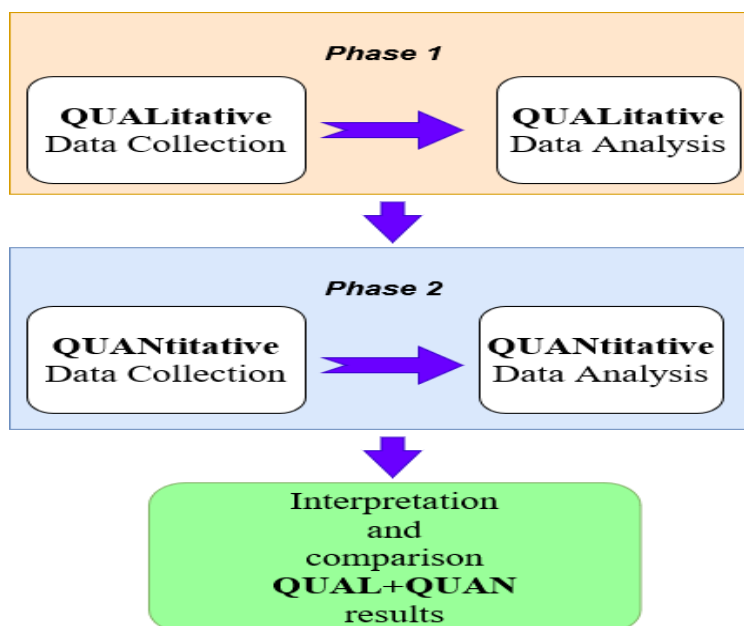 Phase 1
QUALitative
Data Collection
QUALitative
Data Analysis
Phase 2
QUANtitative
Data Collection
QUANtitative
Data Analysis
Interpretation
and
comparison
QUAL+QUAN
results